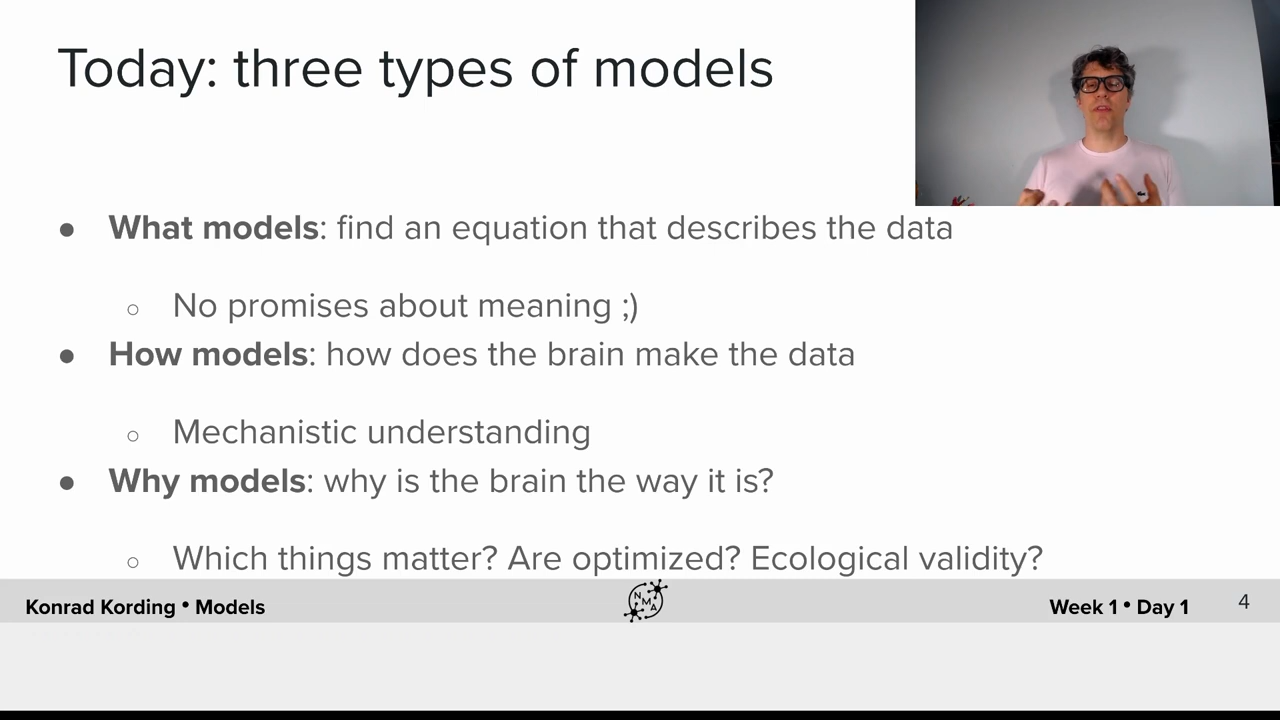 Today: three types of models
● What models: find an equation that describes the data
○ No promises about meaning ;)
● How models: how does the brain make the data
○ Mechanistic understanding
● Why models: why is the brain the way it is?
○ Which things matter? Are optimized? Ecological validity?
Konrad Kording • Models
NMA
Week 1 • Day 1
4